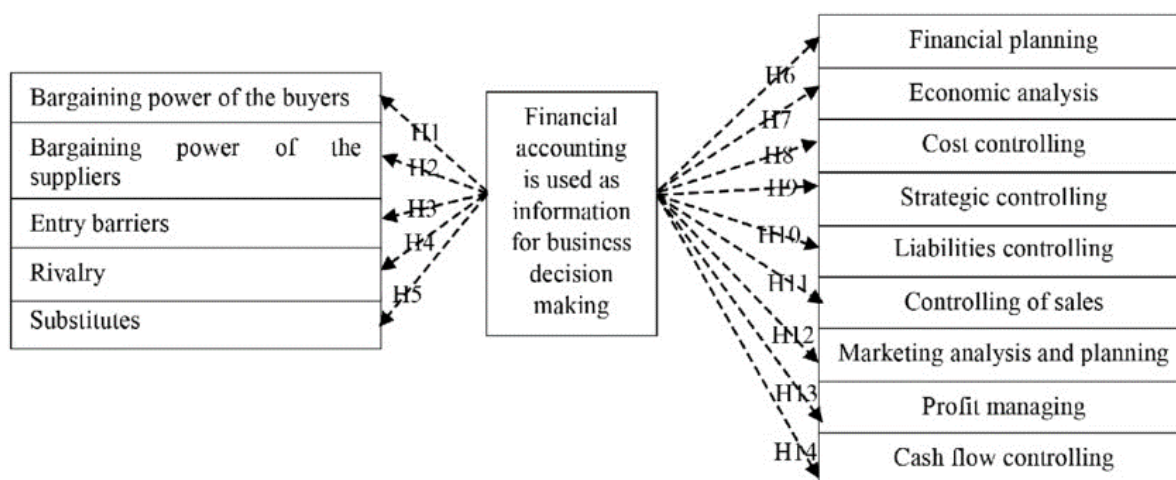 Bargaining power of the buyers
Bargaining power of the
suppliers
Entry barriers
Rivalry
Substitutes
H1
H2
H3
H4
H5
Financial
accounting
is used as
information
for business
decision
making
H6
H7
H8
H9
H10
H11
H12
H13
H14
Financial planning
Economic analysis
Cost controlling
Strategic controlling
Liabilities controlling
Controlling of sales
Marketing analysis and planning
Profit managing
Cash flow controlling